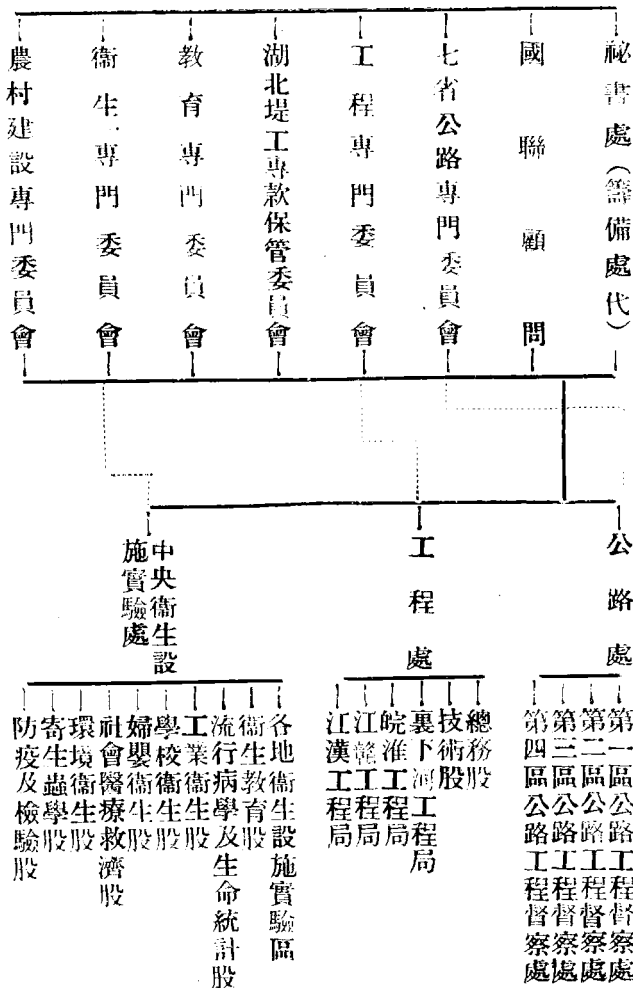 祕書處（籌備處代）
國聯顧問
七省公路專門委員會
工程專門委員會
湖北堤工專款保管委員會
教育專門委員會
衞生專門委員會
農村建設專門委員會
公路處
第一區公路工程督察處
第二區公路工程督察處
第三區公路工程督察處
第四區公路工程督察處
工程處
總務股
技術股
裏下河工程局
皖淮工程局
江贛工程局
江漢工程局
中央衞生設
施實驗處
各地衞生設施實驗區
衞生教育股
流行病學及生命統計股
工業衞生股
學校衞生股
婦嬰衞生股
社會醫療救濟股
環境衞生股
寄生蟲學股
防疫及檢驗股